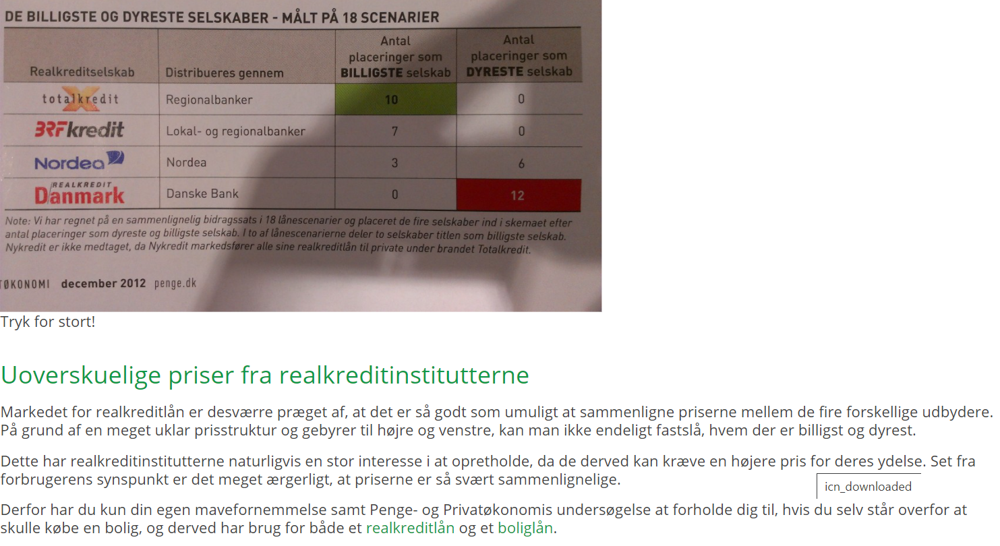 DE BILLIGSTE OG DYRESTE SELSKABER - MÅLT PÅ 18 SCENARIER
Realkreditselskab Distribueres gennem Antal placeringer som BILLIGSTE selskab Antal placeringer som DYRESTE selskab
totalkredit Regionalbanker 10 0
BRFkredit Lokal- og regionalbanker 7 0
Nordea Nordea 3 6
REALKREDIT Danmark Danske Bank 0 12
Note: Vi har regnet på en sammenlignelig bidragssats i 18 lånescenarier og placeret de fire selskaber ind i skemaet efter
antal placeringer som dyreste og billigste selskab. I to af lånescenarierne deler to selskaber titlen som billigste selskab.
Nykredit er ikke medtaget, da Nykredit markedsfører alle sine realkreditlån til private under brandet Totalkredit.
TØKONOMI december 2012 penge.dk
Tryk for stort!
Uoverskuelige priser fra realkreditinstitutterne
Markedet for realkreditlån er desværre præget af, at det er så godt som umuligt at sammenligne priserne mellem de fire forskellige udbydere.
På grund af en meget uklar prisstruktur og gebyrer til højre og venstre, kan man ikke endeligt fastslå, hvem der er billigst og dyrest.
Dette har realkreditinstitutterne naturligvis en stor interesse i at opretholde, da de derved kan kræve en højere pris for deres ydelse. Set fra
forbrugerens synspunkt er det meget ærgerligt, at priserne er så svært sammenlignelige.
icn_downloaded
Derfor har du kun din egen mavefornemmelse samt Penge- og Privatøkonomis undersøgelse at forholde dig til, hvis du selv står overfor at
skulle købe en bolig, og derved har brug for både et realkreditlån og et boliglån.